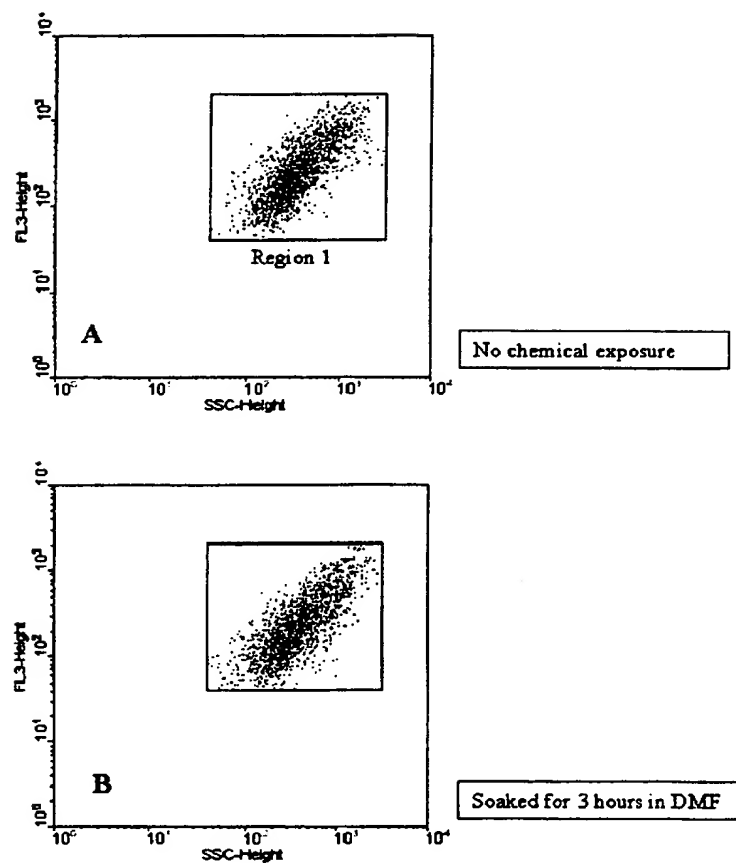 10⁴
10³
10²
10¹
10⁰
FL3-Height
Region 1
A
10⁰ 10¹ 10² 10³ 10⁴
SSC-Height
No chemical exposure
10⁴
10³
10²
10¹
10⁰
FL3-Height
B
10⁰ 10¹ 10² 10³ 10⁴
SSC-Height
Soaked for 3 hours in DMF